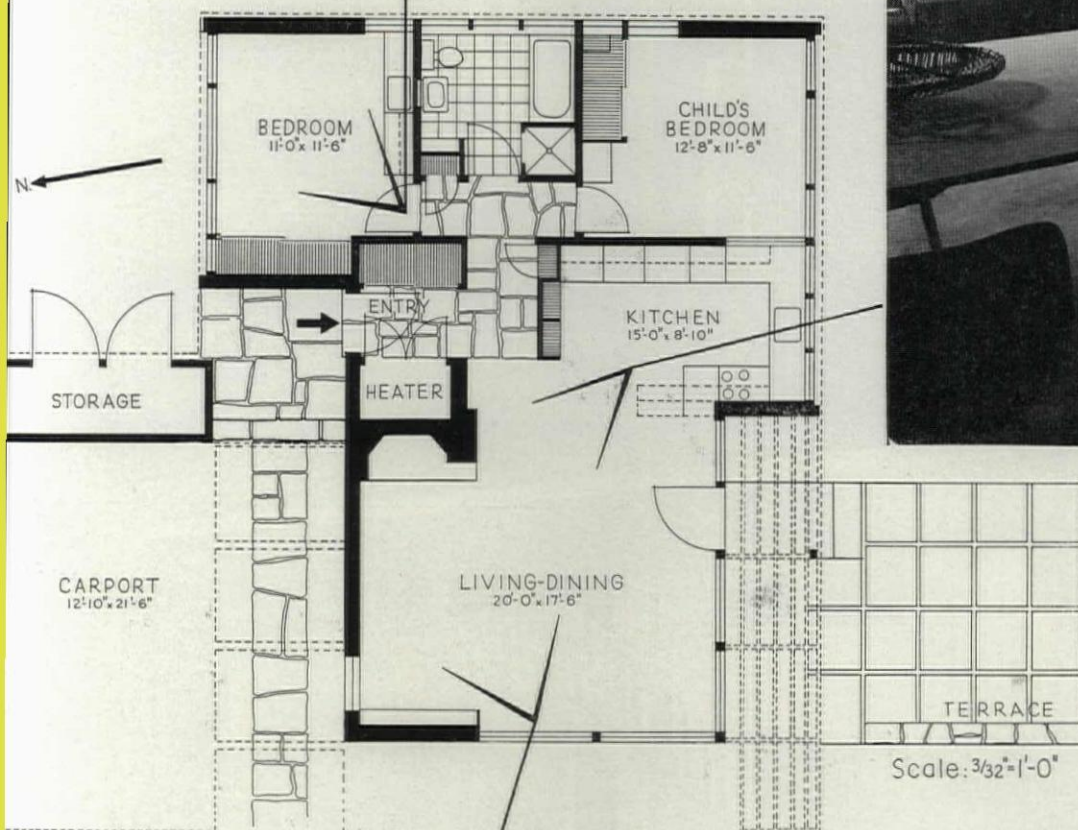 BEDROOM
11'-0" x 11'-6"
CHILD'S
BEDROOM
12'-8" x 11'-6"
N.
ENTRY
KITCHEN
15'-0" x 8'-10"
STORAGE
HEATER
CARPORT
12'-10" x 21'-6"
LIVING-DINING
20'-0" x 17'-6"
TERRACE
Scale: 3/32"=1'-0"